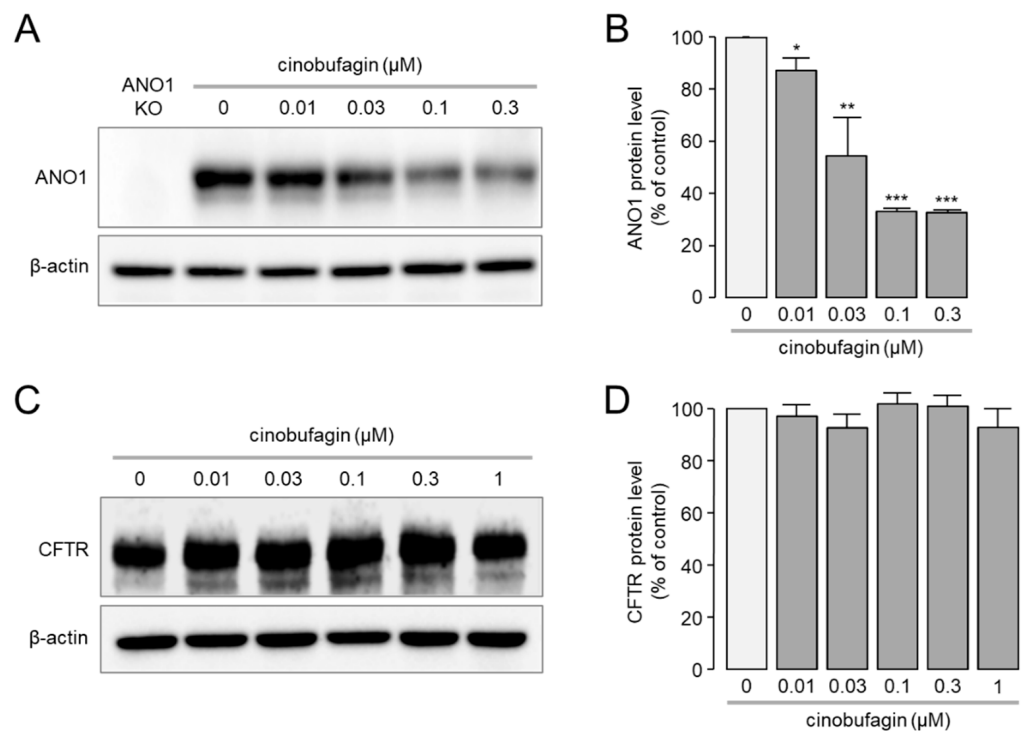 A
cinobufagin (µM)
ANO1
KO
0 0.01 0.03 0.1 0.3
ANO1
β-actin
B
ANO1 protein level
(% of control)
100
80
60
40
20
0
*
**
***
***
0 0.01 0.03 0.1 0.3
cinobufagin (µM)
C
cinobufagin (µM)
0 0.01 0.03 0.1 0.3 1
CFTR
β-actin
D
CFTR protein level
(% of control)
100
80
60
40
20
0
0 0.01 0.03 0.1 0.3 1
cinobufagin (µM)